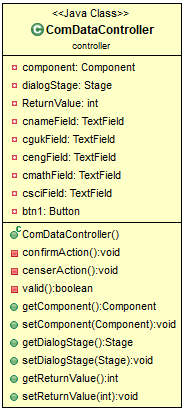 <<Java Class>>
ComDataController
controller
component: Component
dialogStage: Stage
ReturnValue: int
cnameField: TextField
cgukField: TextField
cengField: TextField
cmathField: TextField
csciField: TextField
btn1: Button
ComDataController()
confirmAction():void
censerAction():void
valid():boolean
getComponent():Component
setComponent(Component):void
getDialogStage():Stage
setDialogStage(Stage):void
getReturnValue():int
setReturnValue(int):void